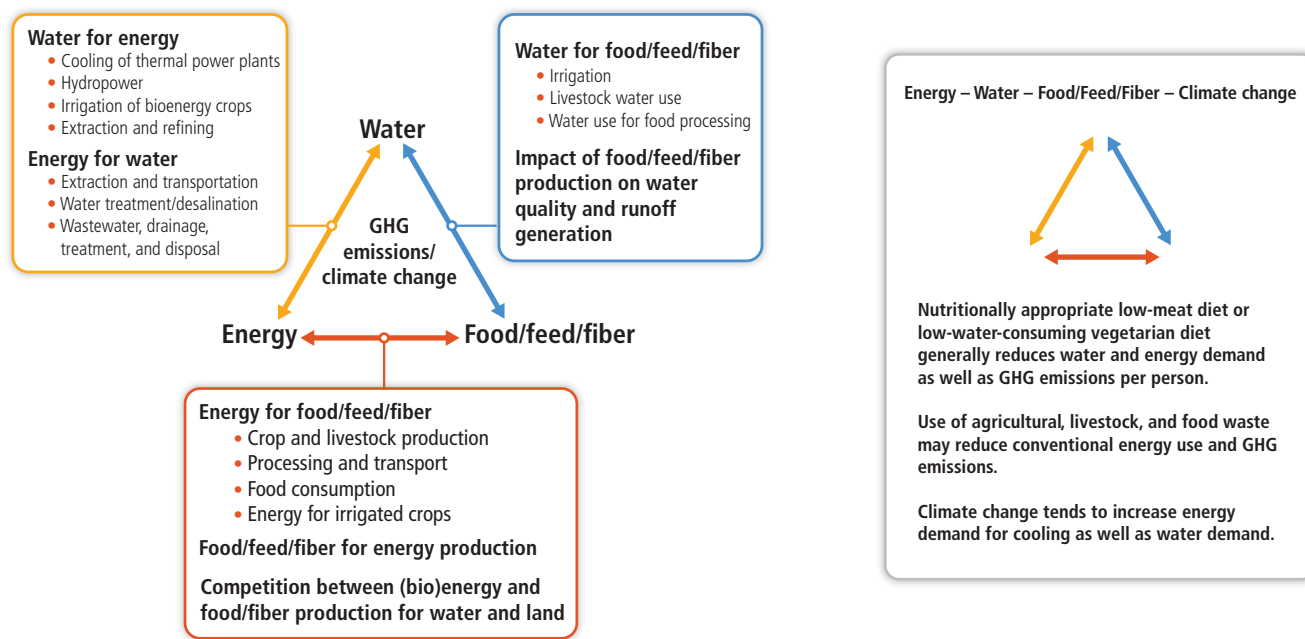 Water for energy
• Cooling of thermal power plants
• Hydropower
• Irrigation of bioenergy crops
• Extraction and refining
Energy for water
• Extraction and transportation
• Water treatment/desalination
• Wastewater, drainage,
treatment, and disposal
Water
Water for food/feed/fiber
• Irrigation
• Livestock water use
• Water use for food processing
Impact of food/feed/fiber
production on water
quality and runoff
generation
GHG
emissions/
climate change
Energy
Food/feed/fiber
Energy for food/feed/fiber
• Crop and livestock production
• Processing and transport
• Food consumption
• Energy for irrigated crops
Food/feed/fiber for energy production
Competition between (bio)energy and
food/fiber production for water and land
Energy – Water – Food/Feed/Fiber – Climate change
Nutritionally appropriate low-meat diet or
low-water-consuming vegetarian diet
generally reduces water and energy demand
as well as GHG emissions per person.
Use of agricultural, livestock, and food waste
may reduce conventional energy use and GHG
emissions.
Climate change tends to increase energy
demand for cooling as well as water demand.